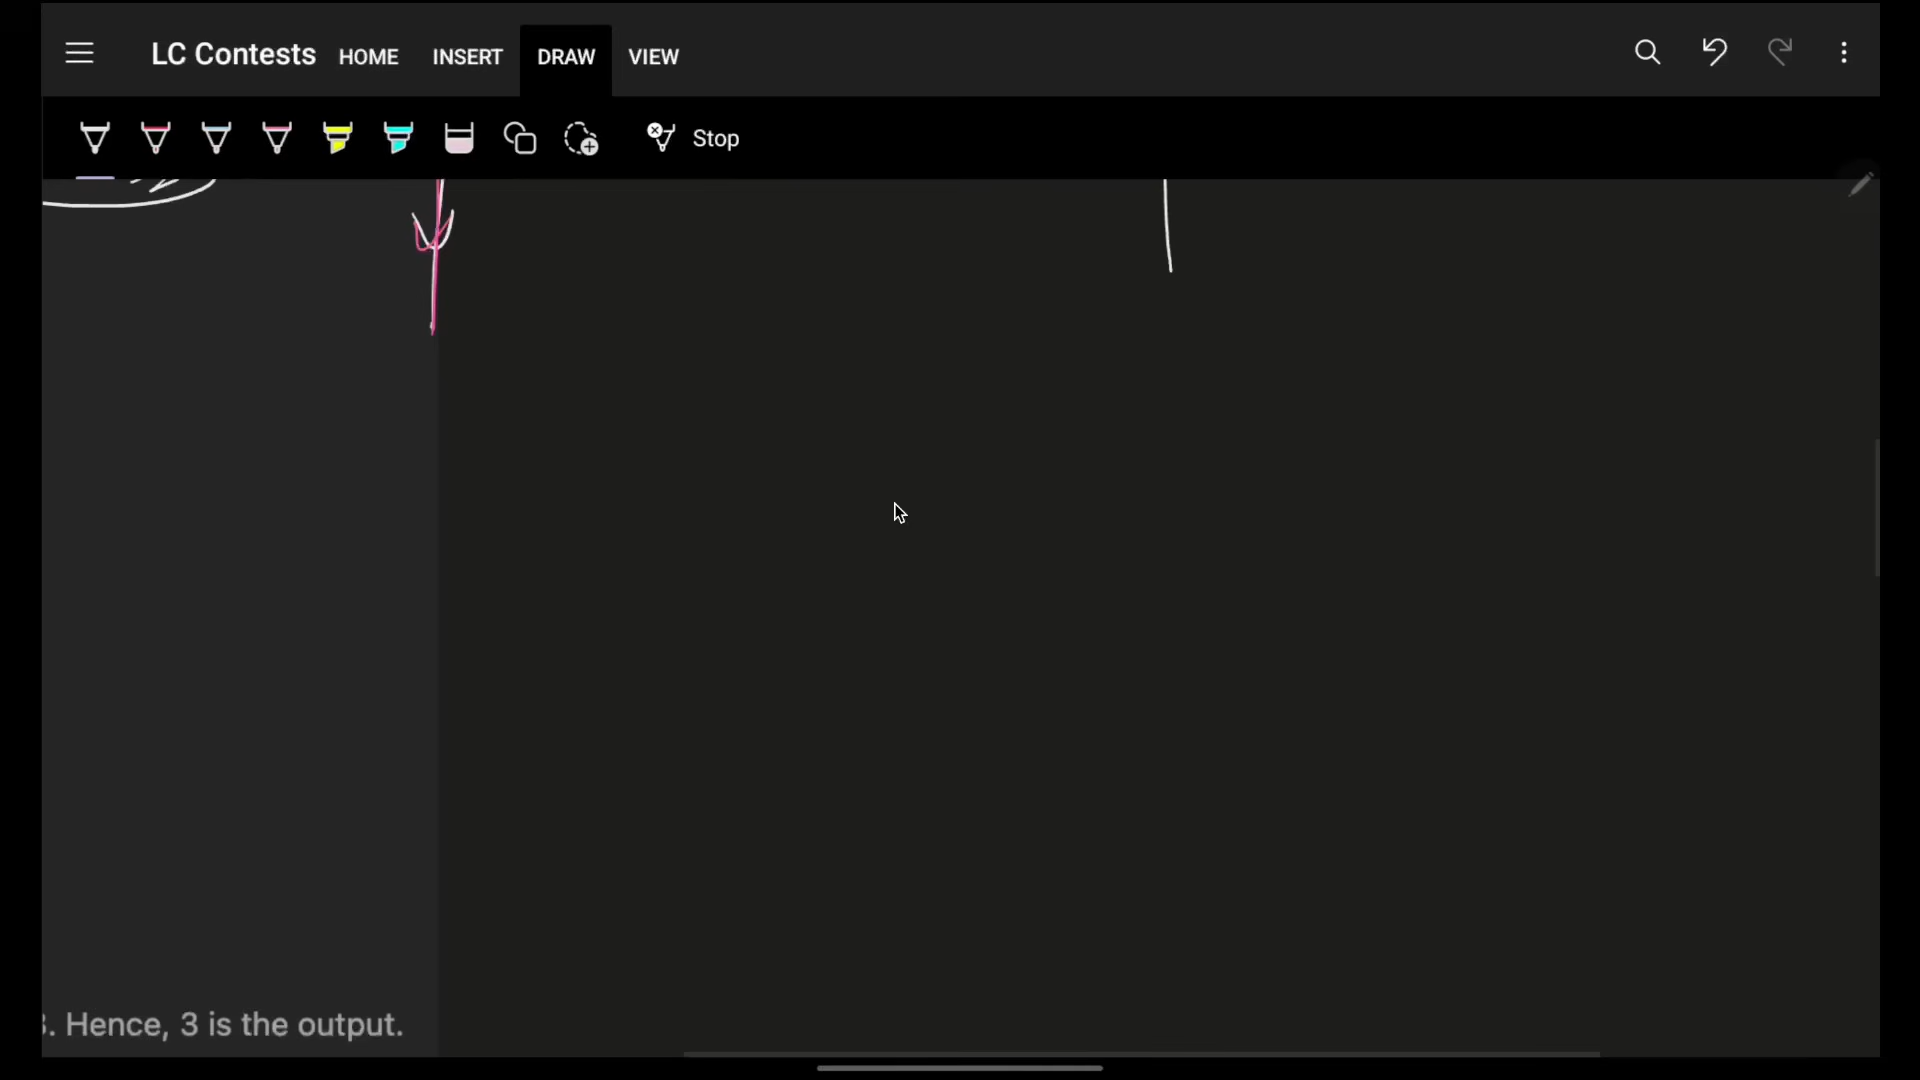 LC Contests HOME INSERT DRAW VIEW
Stop
. Hence, 3 is the output.